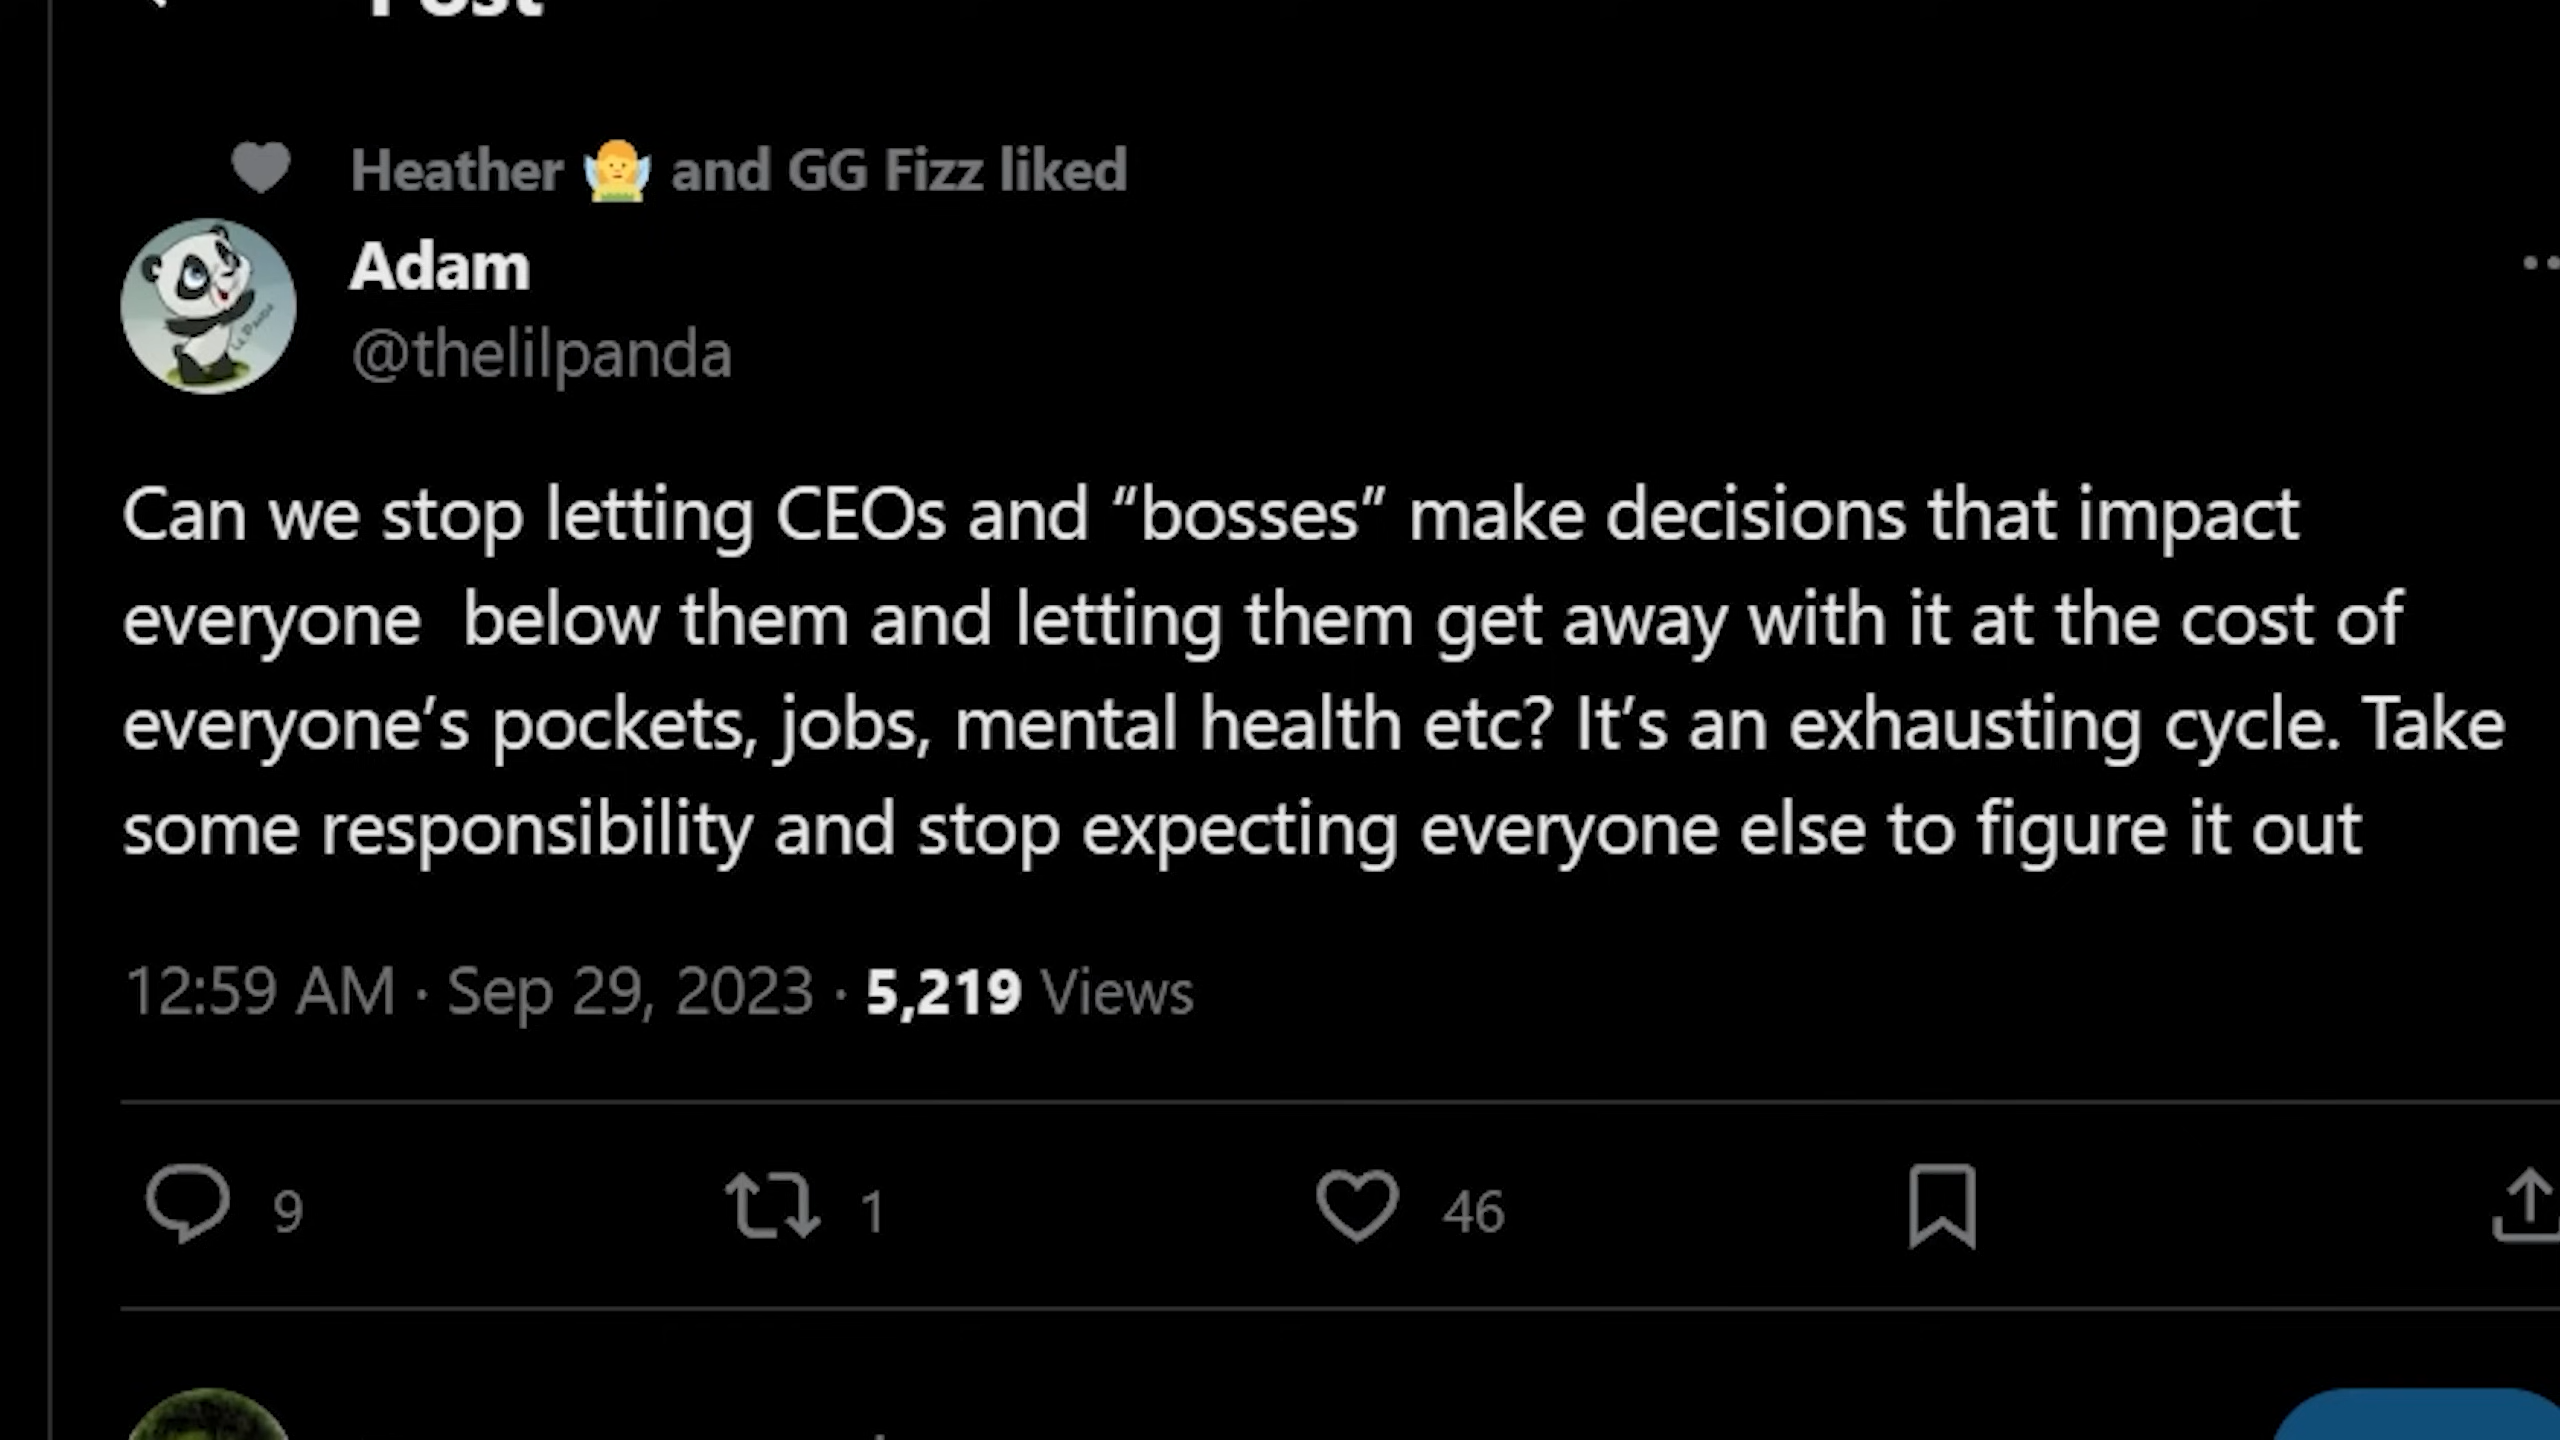 Post
Heather and GG Fizz liked
Adam
@thelilpanda
Can we stop letting CEOs and “bosses” make decisions that impact
everyone  below them and letting them get away with it at the cost of
everyone’s pockets, jobs, mental health etc? It’s an exhausting cycle. Take
some responsibility and stop expecting everyone else to figure it out
12:59 AM · Sep 29, 2023 · 5,219 Views
9 1 46